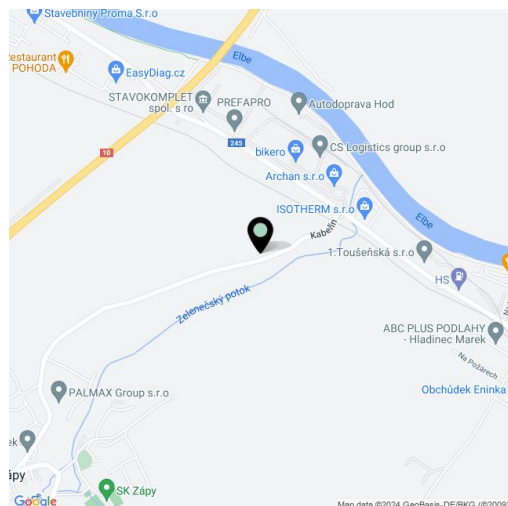 Stavebniny Proma S.r.o
Restaurant
POHODA
EasyDiag.cz
Elbe
STAVOKOMPLET
spol. s ro
PREFAPRO
Autodoprava Hod
245
10
bikero
CS Logistics group s.r.o
Archan s.r.o
ISOTHERM s.r.o
Elbe
Kabelín
1.Toušeňská s.r.o
HS
Zelenečský potok
ABC PLUS PODLAHY
- Hladinec Marek
Na Požárech
PALMAX Group s.r.o
Obchůdek Eninka
SK Zápy
Google
Map data ©2024 GeoBasis-DE/BKG (©2009)